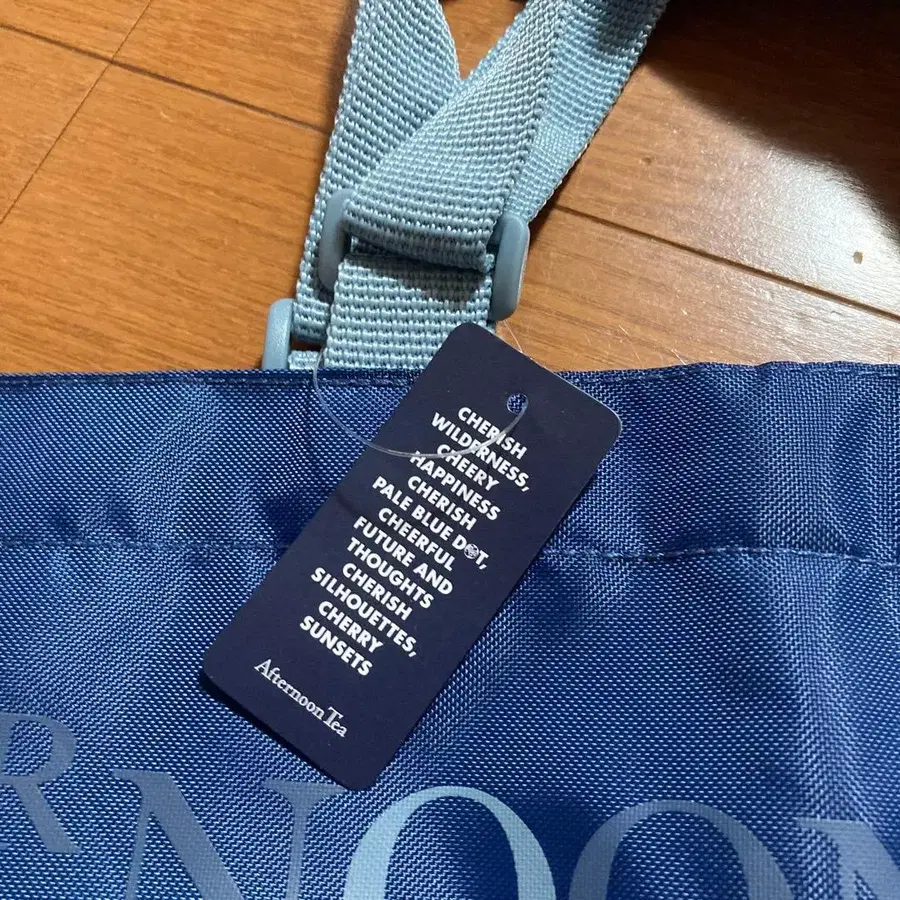 CHERISH
WILDERNESS,
CHEERY
HAPPINESS
CHERISH
PALE BLUE DOT,
CHEERFUL
FUTURE AND
THOUGHTS
CHERISH
SILHOUETTES,
CHERRY
SUNSETS
Afternoon Tea
RNOON